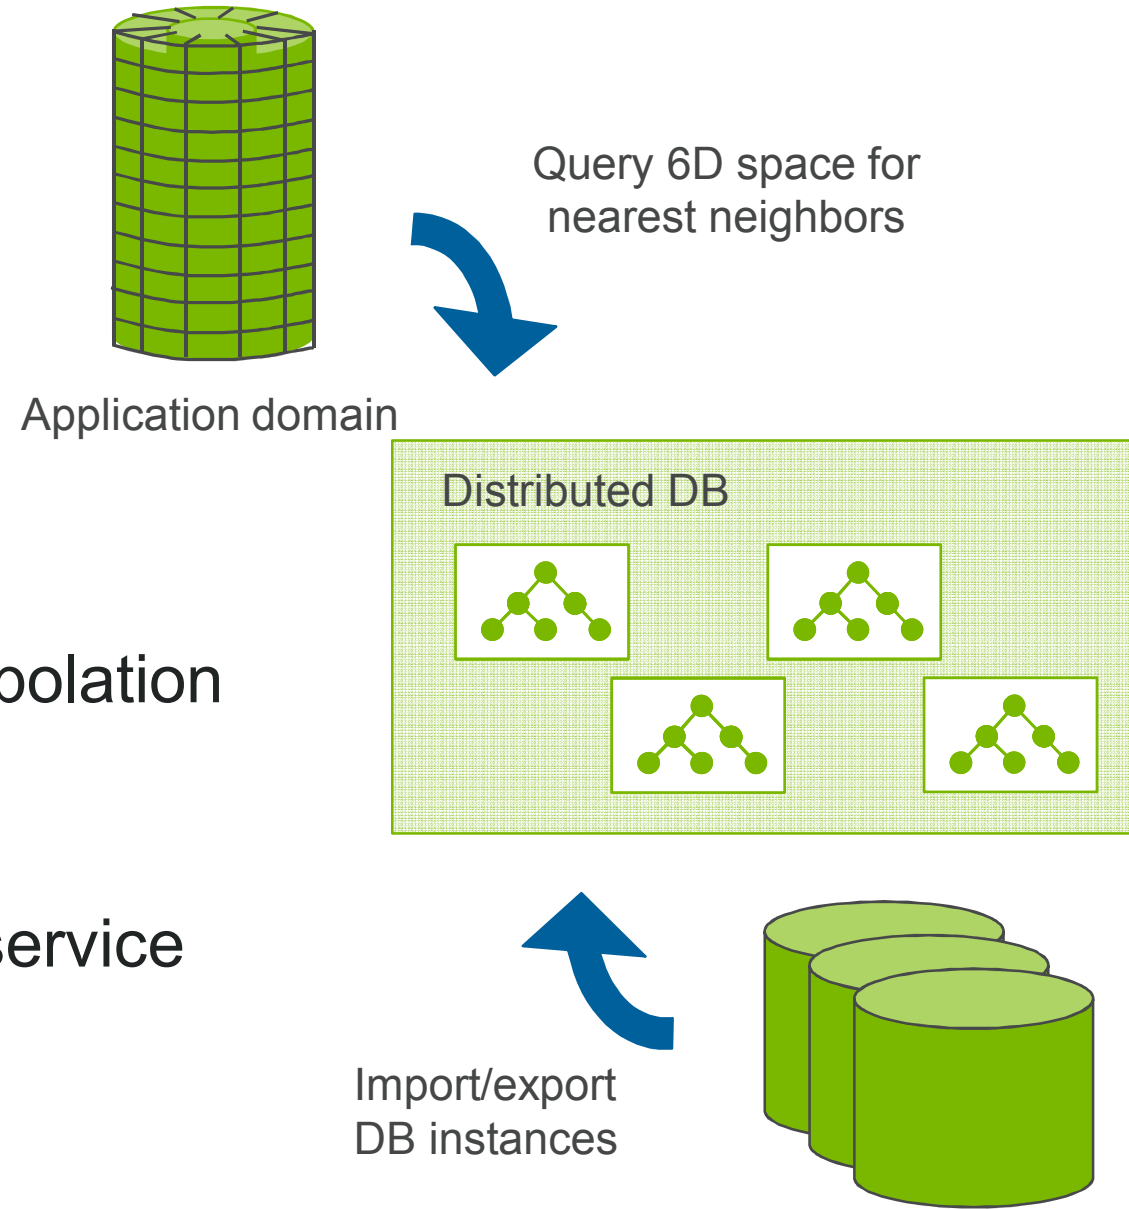 Query 6D space for
nearest neighbors
Application domain
Distributed DB
polation
service
Import/export
DB instances